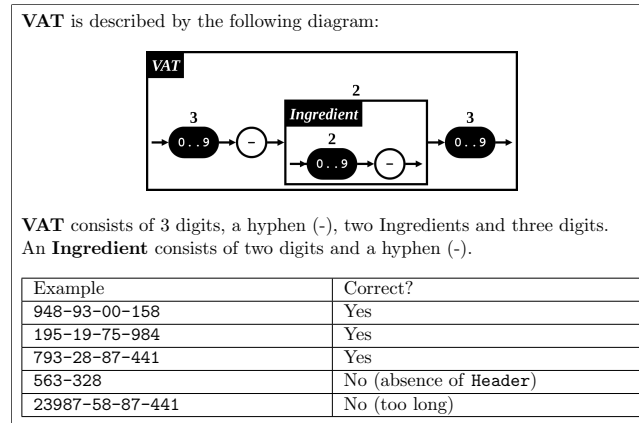 VAT is described by the following diagram:
VAT
2
Ingredient
3
2
3
0..9
-
0..9
-
0..9
VAT consists of 3 digits, a hyphen (-), two Ingredients and three digits.
An Ingredient consists of two digits and a hyphen (-).
Example Correct?
948-93-00-158 Yes
195-19-75-984 Yes
793-28-87-441 Yes
563-328 No (absence of Header)
23987-58-87-441 No (too long)